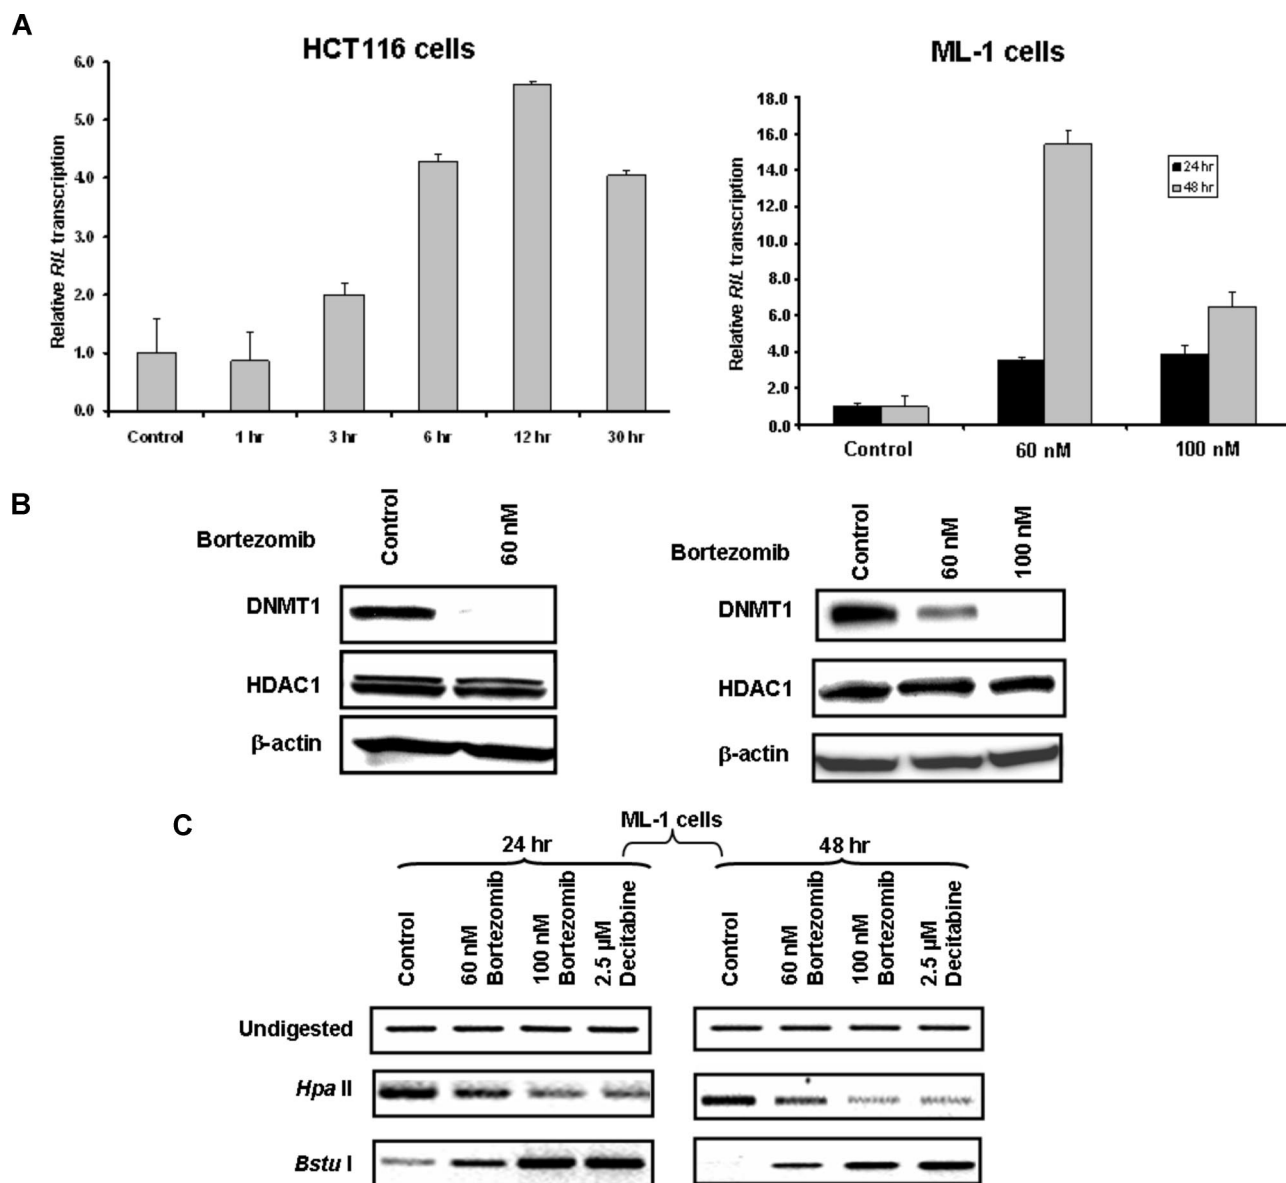 A
HCT116 cells
Relative RIL transcription
6.0
5.0
4.0
3.0
2.0
1.0
0.0
Control 1 hr 3 hr 6 hr 12 hr 30 hr
ML-1 cells
Relative RIL transcription
18.0
16.0
14.0
12.0
10.0
8.0
6.0
4.0
2.0
0.0
24 hr
48 hr
Control 60 nM 100 nM
B
Bortezomib Control 60 nM
DNMT1
HDAC1
β-actin
Bortezomib Control 60 nM 100 nM
DNMT1
HDAC1
β-actin
C
ML-1 cells
24 hr 48 hr
Control
60 nM
Bortezomib
100 nM
Bortezomib
2.5 µM
Decitabine
Control
60 nM
Bortezomib
100 nM
Bortezomib
2.5 µM
Decitabine
Undigested
Hpa II
Bstu I